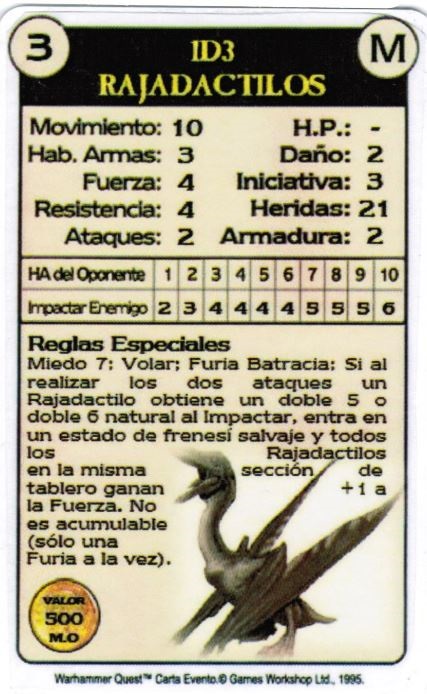 3
M
1D3
RAJADACTILOS
Movimiento: 10 H.P.: -
Hab. Armas: 3 Daño: 2
Fuerza: 4 Iniciativa: 3
Resistencia: 4 Heridas: 21
Ataques: 2 Armadura: 2
HA del Oponente 1 2 3 4 5 6 7 8 9 10
Impactar Enemigo 2 3 4 4 4 4 5 5 5 6
Reglas Especiales
Miedo 7; Volar; Furia Batracia; Si al
realizar los dos ataques un
Rajadactilo obtiene un doble 5 o
doble 6 natural al Impactar, entra en
un estado de frenesí salvaje y todos
los Rajadactilos
en la misma sección de
tablero ganan +1 a
la Fuerza. No
es acumulable
(sólo una
Furia a la vez).
VALOR
500
M.O
Warhammer Quest™ Carta Evento.© Games Workshop Ltd., 1995.